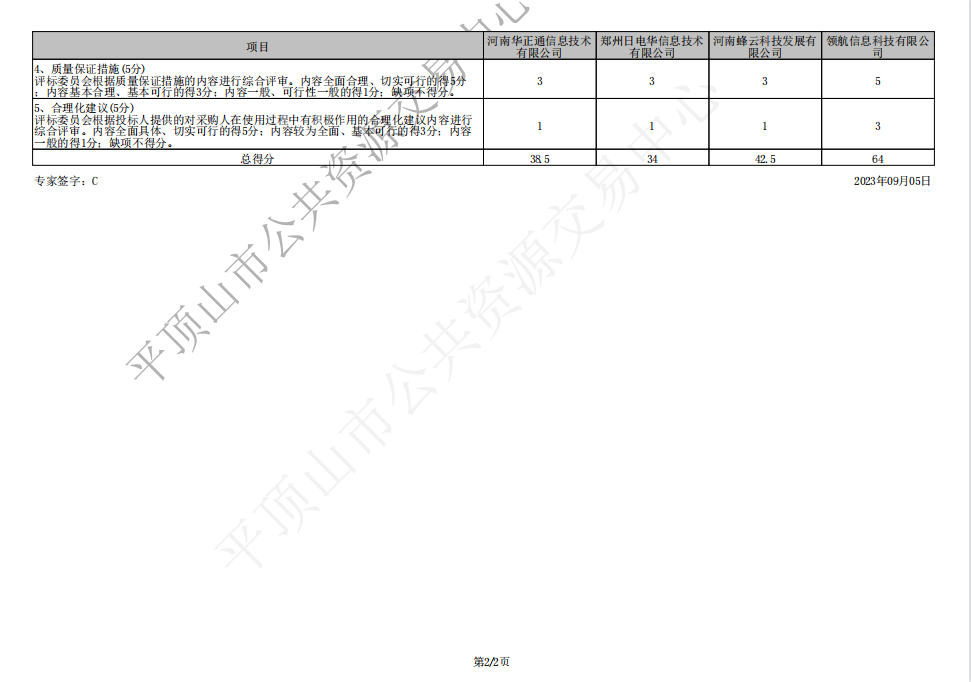 项目
河南华正通信息技术
有限公司
郑州日电华信息技术
有限公司
河南蜂云科技发展有
限公司
领航信息科技有限公
司
4、质量保证措施(5分)
评标委员会根据质量保证措施的内容进行综合评审。内容全面合理、切实可行的得5分
；内容基本合理、基本可行的得3分；内容一般、可行性一般的得1分；缺项不得分。
3
3
3
5
5、合理化建议(5分)
评标委员会根据投标人提供的对采购人在使用过程中有积极作用的合理化建议内容进行
综合评审。内容全面具体、切实可行的得5分；内容较为全面、基本可行的得3分；内容
一般的得1分；缺项不得分。
1
1
1
3
总得分
38.5
34
42.5
64
专家签字：C
2023年09月05日
平顶山市公共资源交易中心
平顶山市公共资源交易中心
第2/2页